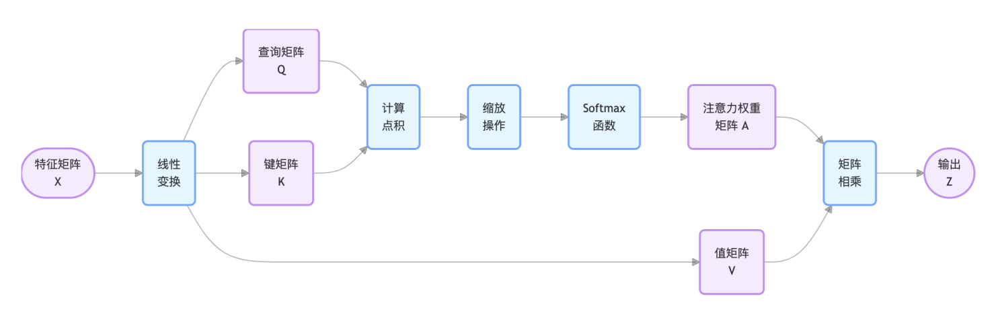 特征矩阵
X
线性
变换
查询矩阵
Q
键矩阵
K
计算
点积
缩放
操作
Softmax
函数
注意力权重
矩阵 A
值矩阵
V
矩阵
相乘
输出
Z